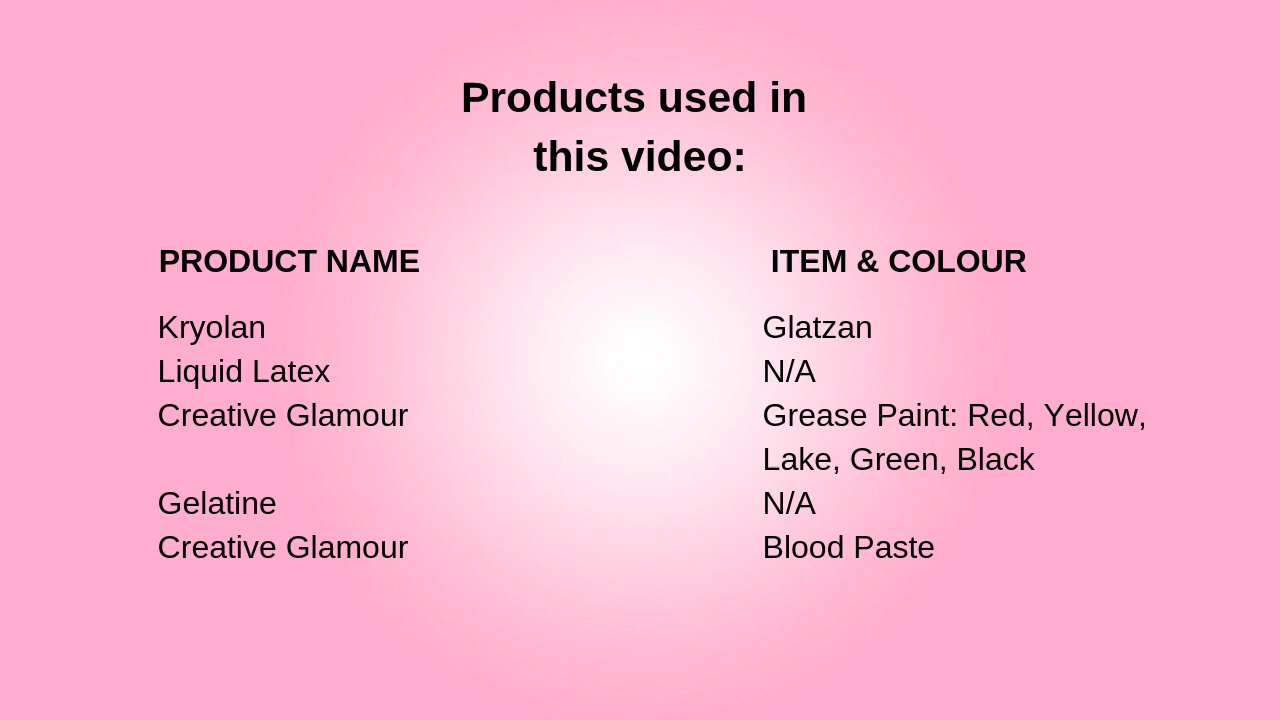 Products used in
this video:
PRODUCT NAME ITEM & COLOUR
Kryolan Glatzan
Liquid Latex N/A
Creative Glamour Grease Paint: Red, Yellow,
Lake, Green, Black
Gelatine N/A
Creative Glamour Blood Paste